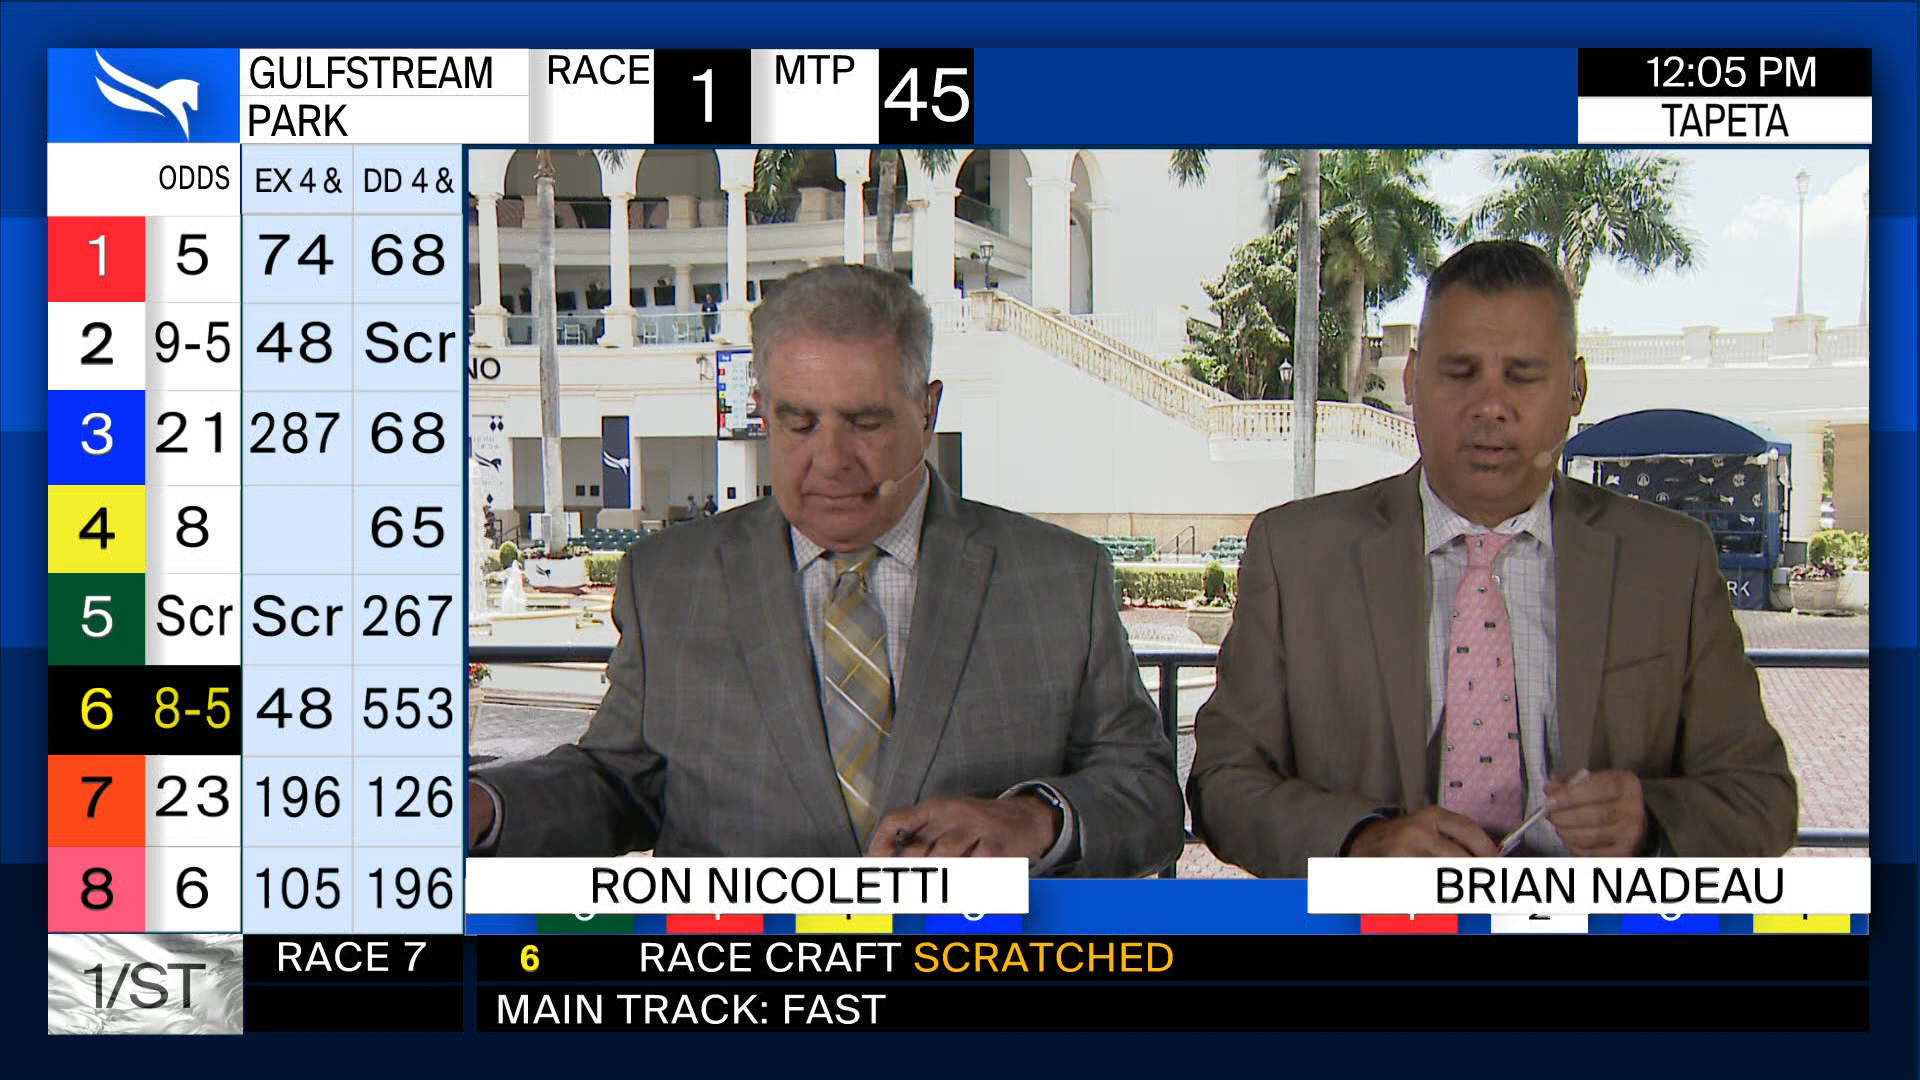 GULFSTREAM
PARK
RACE 1 MTP 45
12:05 PM
TAPETA
ODDS EX 4 & DD 4 &
1 5 74 68
2 9-5 48 Scr
3 21 287 68
4 8 65
5 Scr Scr 267
6 8-5 48 553
7 23 196 126
8 6 105 196
NO
RK
RON NICOLETTI
BRIAN NADEAU
1/ST
RACE 7
6 RACE CRAFT SCRATCHED
MAIN TRACK: FAST